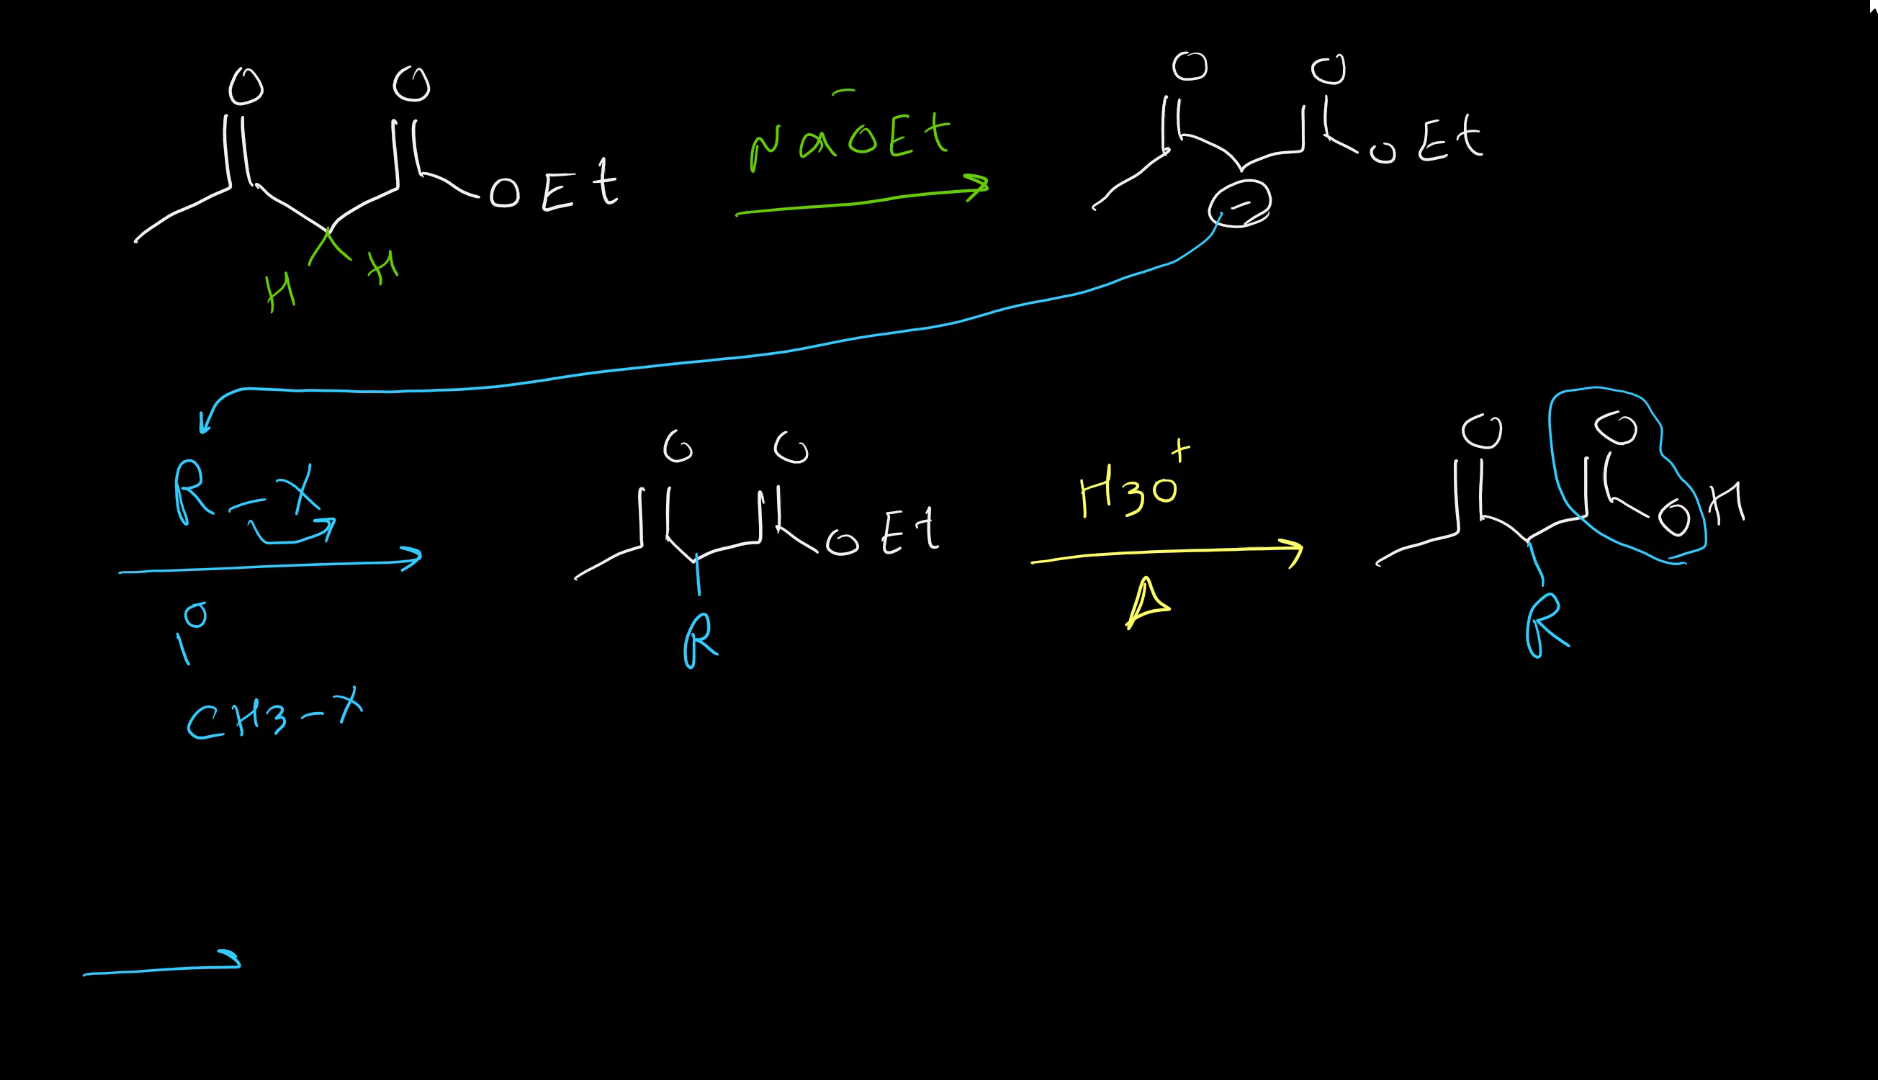 O O O O
NaOEt
OEt OEt
H H
-
R-X O O H3O+ O O
OEt OH
Δ
1° R R
CH3-X